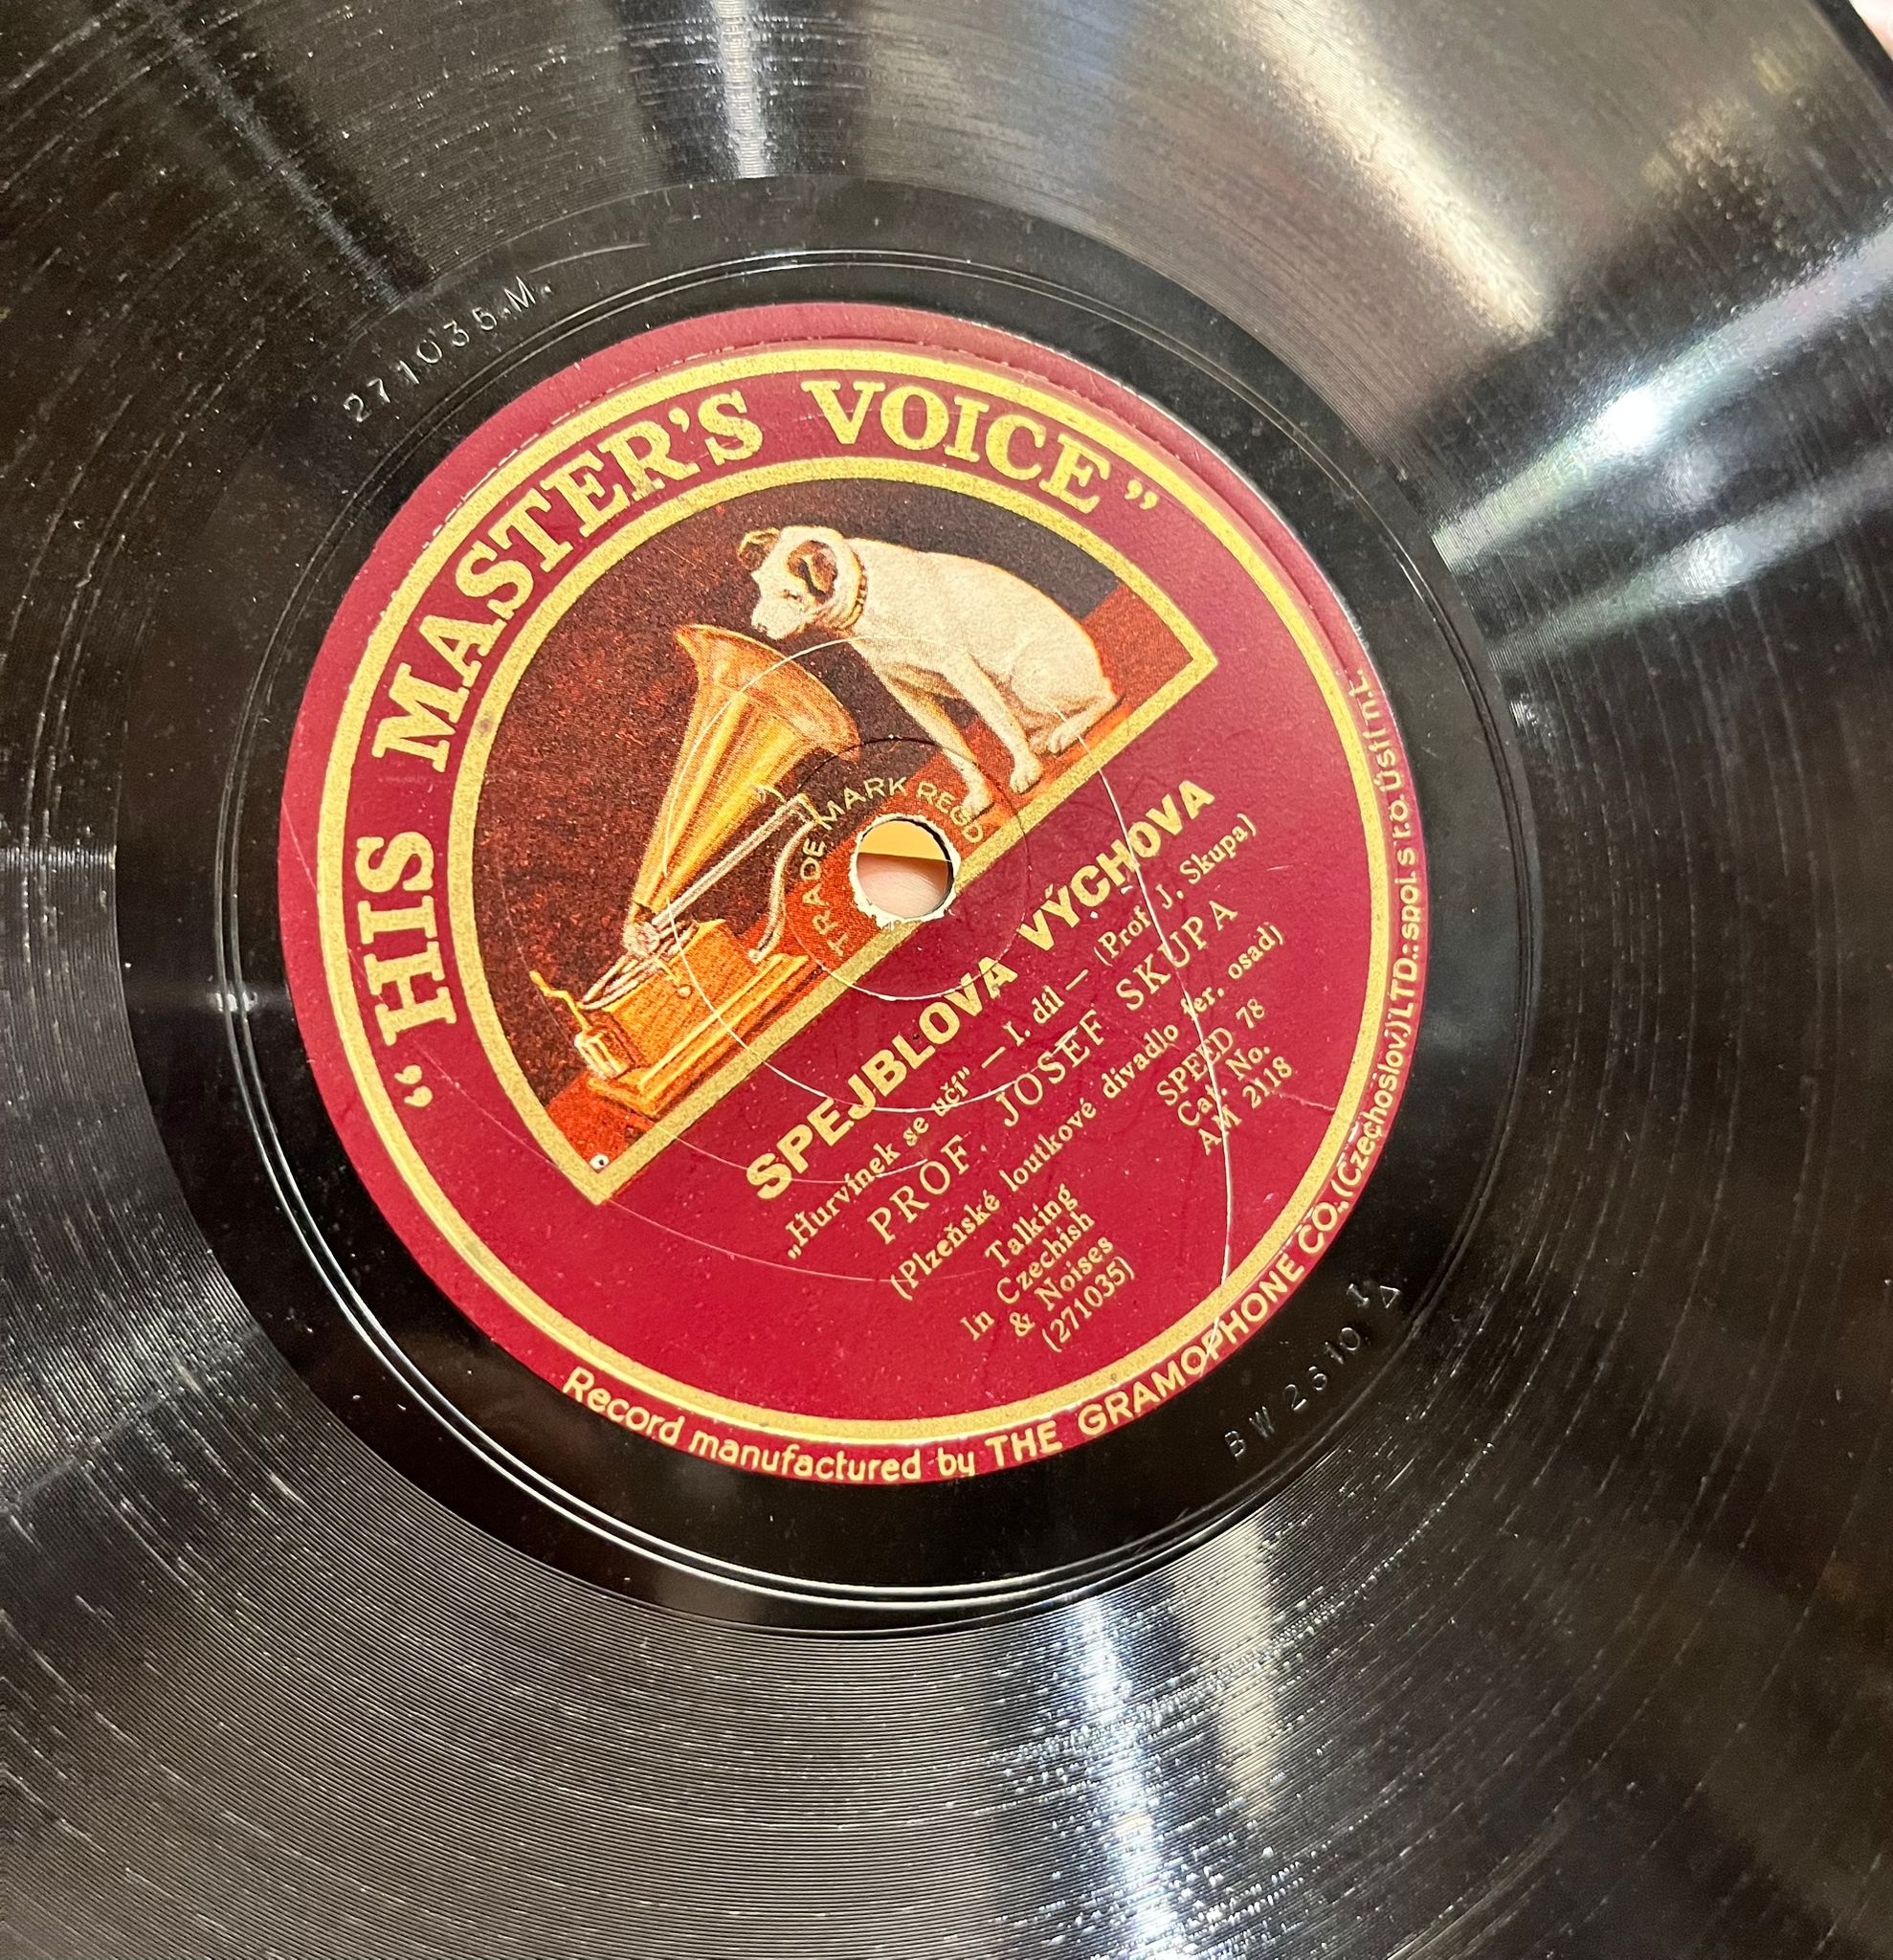 271035.M.
“HIS MASTER'S VOICE”
TRADE MARK REGD
SPEJBLOVA VÝCHOVA
„Hurvínek se učí" — I. díl — (Prof. J. Skupa)
PROF. JOSEF SKUPA
(Plzeňské loutkové divadlo fer. osad)
Talking
In Czechish
& Noises
(271035)
SPEED 78
Cat. No.
AM 2118
Record manufactured by THE GRAMOPHONE CO., (Czechoslov.) LTD.: spol. s r.o. Ústí n.L.
BW 2810